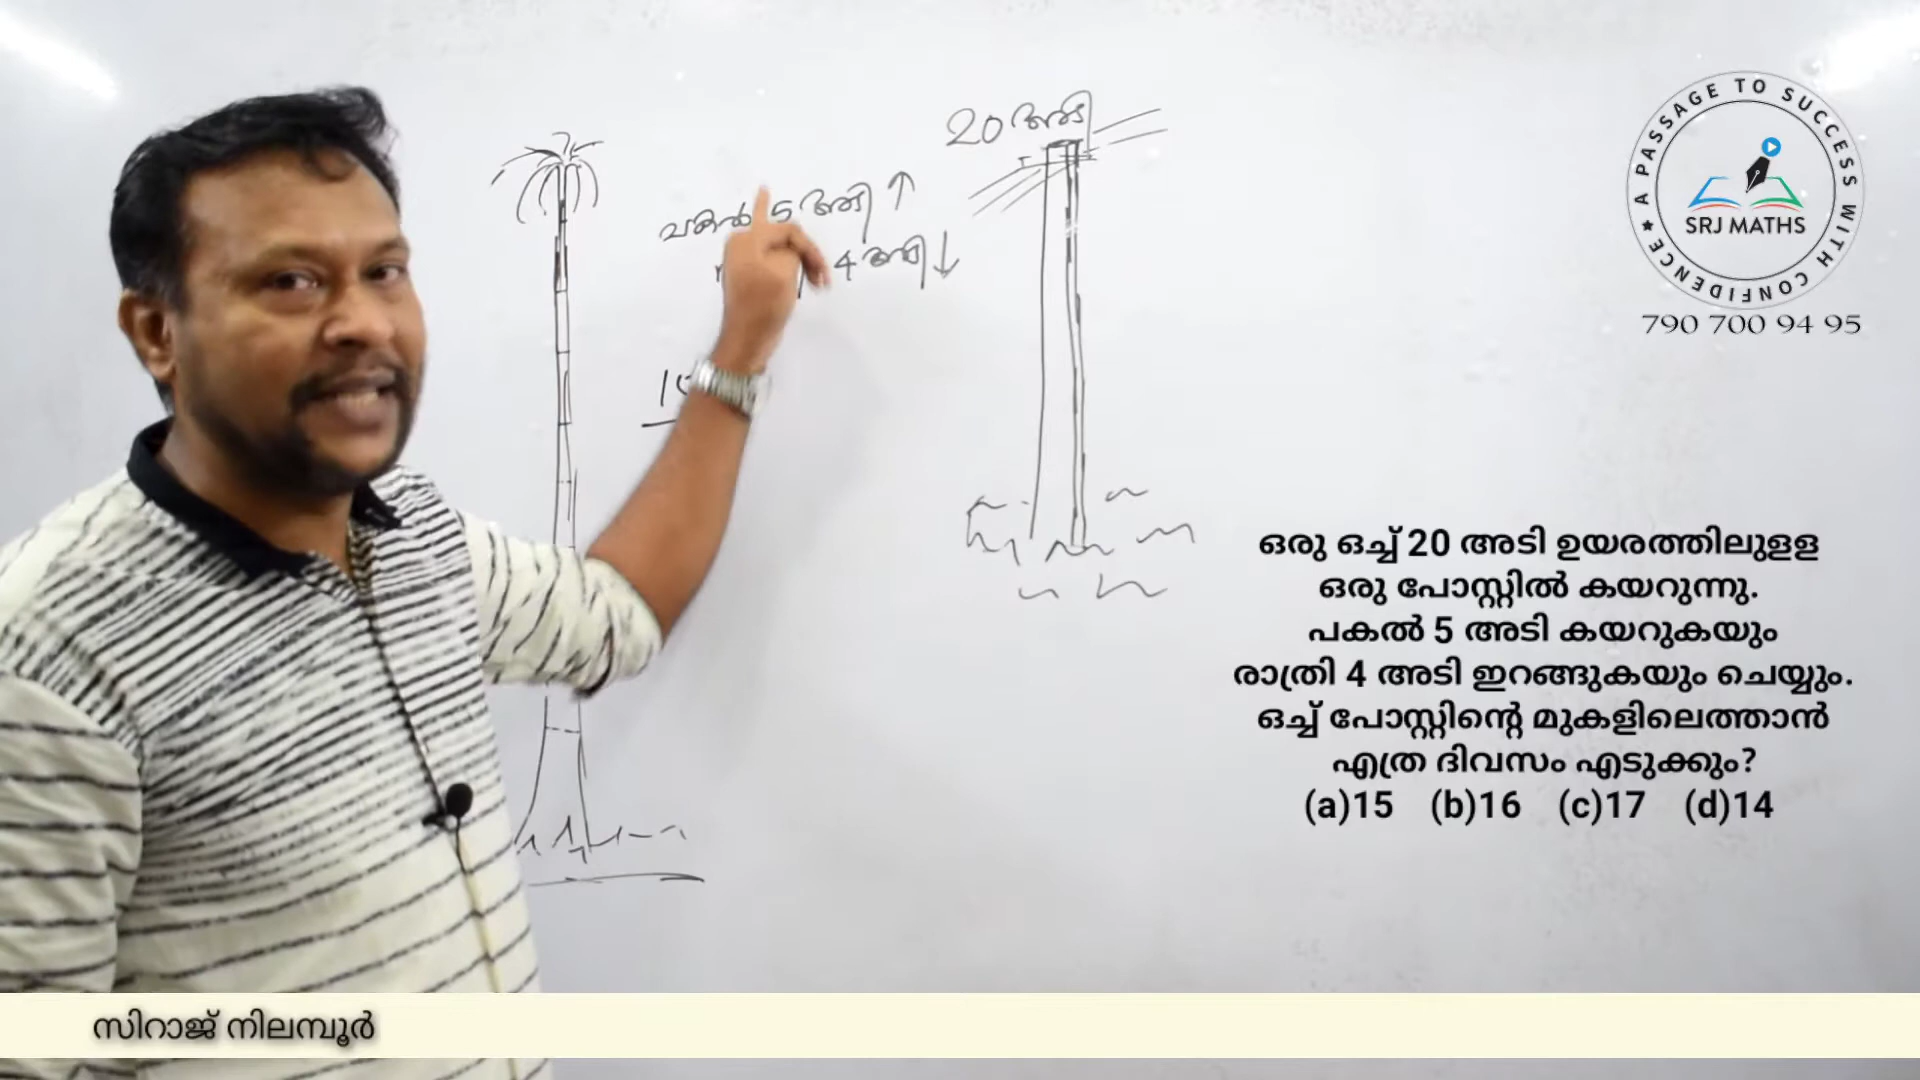 20 അടി
പകൽ 5 അടി ↑
4 അടി ↓
A PASSAGE TO SUCCESS WITH CONFIDENCE ★
SRJ MATHS
790 700 94 95
ഒരു ഒച്ച് 20 അടി ഉയരത്തിലുളള
ഒരു പോസ്റ്റിൽ കയറുന്നു.
പകൽ 5 അടി കയറുകയും
രാത്രി 4 അടി ഇറങ്ങുകയും ചെയ്യും.
ഒച്ച് പോസ്റ്റിന്റെ മുകളിലെത്താൻ
എത്ര ദിവസം എടുക്കും?
(a)15 (b)16 (c)17 (d)14
സിറാജ് നിലമ്പൂർ